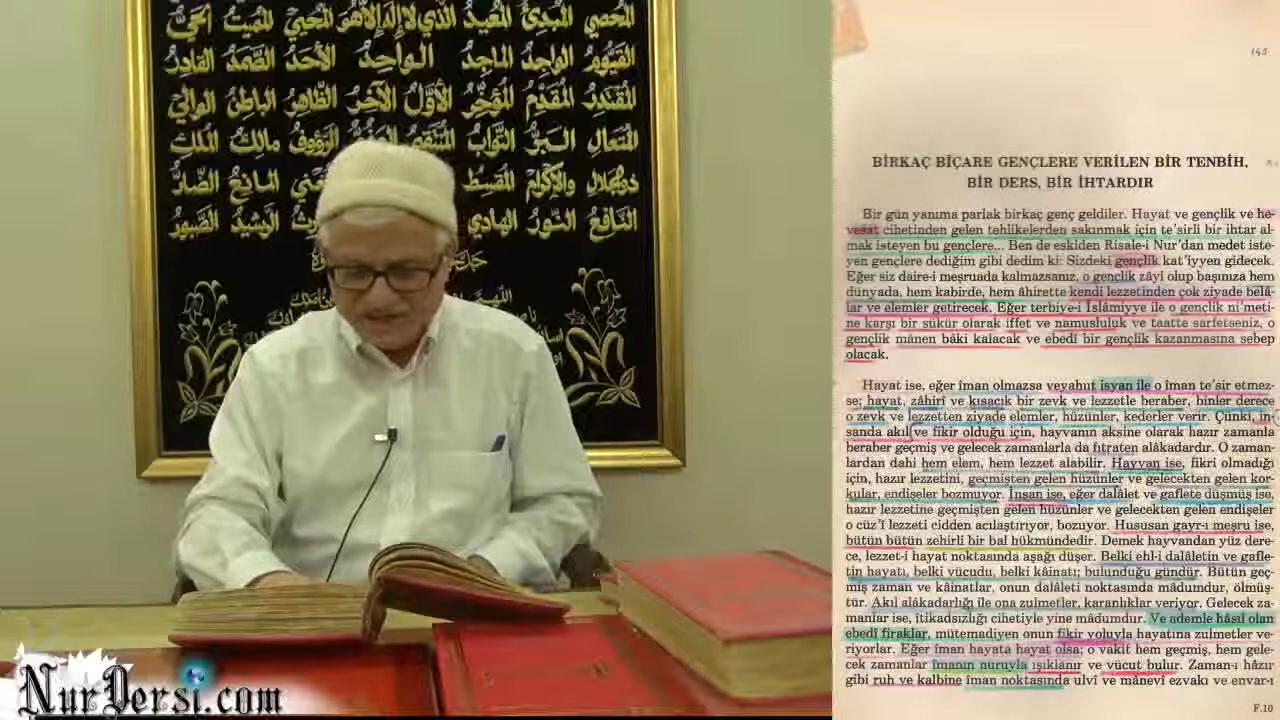 المحصي المبدئ المعيد الذي لا إله إلا هو المحيي المميت الحي
القيوم الواجد الماجد الواحد الأحد الصمد القادر
المقتدر المقدم المؤخر الأول الآخر الظاهر الباطن الوالي
المتعال البر التواب المنتقم الرؤوف مالك الملك
ذو الجلال والإكرام المقسط المانع الضار
النافع النور الهادي الرشيد الصبور
145
BİRKAÇ BİÇARE GENÇLERE VERİLEN BİR TENBİH,
BİR DERS, BİR İHTARDIR
Bir gün yanıma parlak birkaç genç geldiler. Hayat ve gençlik ve he-
vesat cihetinden gelen tehlikelerden sakınmak için te'sirli bir ihtar al-
mak isteyen bu gençlere... Ben de eskiden Risale-i Nur'dan medet iste-
yen gençlere dediğim gibi dedim ki: Sizdeki gençlik kat'iyyen gidecek.
Eğer siz daire-i meşruada kalmazsanız, o gençlik zâyi olup başınıza hem
dünyada, hem kabirde, hem âhirette kendi lezzetinden çok ziyade belâ-
lar ve elemler getirecek. Eğer terbiye-i İslâmiyye ile o gençlik ni'meti-
ne karşı bir şükür olarak iffet ve namusluluk ve taatte sarfetseniz, o
gençlik mânen bâki kalacak ve ebedî bir gençlik kazanmasına sebep
olacak.
Hayat ise, eğer îman olmazsa veyahut isyan ile o îman te'sir etmez-
se; hayat, zâhirî ve kısacık bir zevk ve lezzetle beraber, binler derece
o zevk ve lezzetten ziyade elemler, hüzünler, kederler verir. Çünki, in-
sanda akıl ve fikir olduğu için, hayvanın aksine olarak hazır zamanla
beraber geçmiş ve gelecek zamanlarla da fıtraten alâkadardır. O zaman-
lardan dahi hem elem, hem lezzet alabilir. Hayvan ise, fikri olmadığı
için, hazır lezzetini, geçmişten gelen hüzünler ve gelecekten gelen kor-
kular, endişeler bozmuyor. İnsan ise, eğer dalâlet ve gaflete düşmüş ise,
hazır lezzetine geçmişten gelen hüzünler ve gelecekten gelen endişeler
o cüz'î lezzeti cidden acılaştırıyor, bozuyor. Hususan gayr-ı meşru ise,
bütün bütün zehirli bir bal hükmündedir. Demek hayvandan yüz dere-
ce, lezzet-i hayat noktasında aşağı düşer. Belki ehl-i dalâletin ve gafle-
tin hayatı, belki vücudu, belki kâinatı; bulunduğu gündür. Bütün geç-
miş zaman ve kâinatlar, onun dalâleti noktasında mâdumdur, ölmüş-
tür. Akıl alâkadarlığı ile ona zulmetler, karanlıklar veriyor. Gelecek za-
manlar ise, îtikadsızlığı cihetiyle yine mâdumdur. Ve ademle hâsıl olan
ebedî firaklar, mütemadiyen onun fikir yoluyla hayatına zulmetler ve-
riyorlar. Eğer îman hayata hayat olsa; o vakit hem geçmiş, hem gele-
cek zamanlar îmanın nuruyla ışıklanır ve vücut bulur. Zaman-ı hâzır
gibi ruh ve kalbine îman noktasında ulvî ve mânevî ezvakı ve envar-ı
F.10
NurDersi.com